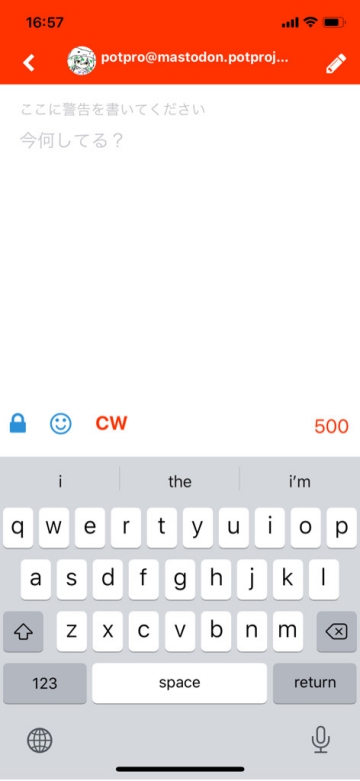 16:57
potpro@mastodon.potproj...
ここに警告を書いてください
今何してる？
CW
500
i the i'm
q w e r t y u i o p
a s d f g h j k l
z x c v b n m
123 space return